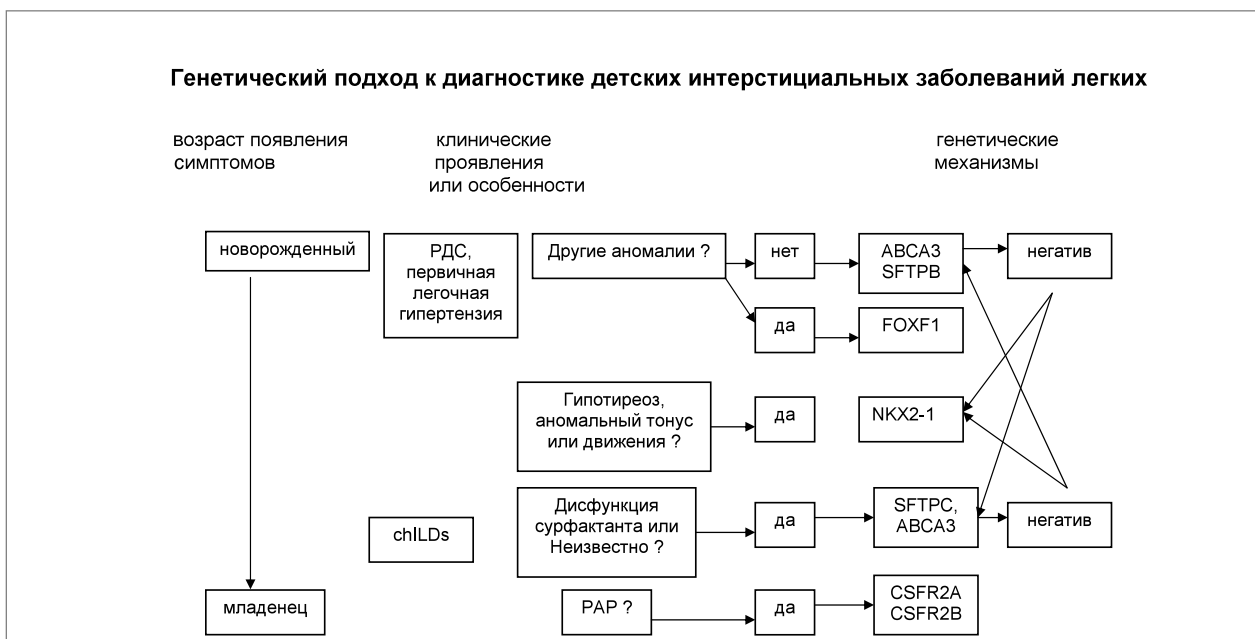 Генетический подход к диагностике детских интерстициальных заболеваний легких
возраст появления
симптомов
клинические
проявления
или особенности
генетические
механизмы
новорожденный
РДС,
первичная
легочная
гипертензия
Другие аномалии ?
нет
ABCA3
SFTPB
негатив
да
FOXF1
Гипотиреоз,
аномальный тонус
или движения ?
да
NKX2-1
chILDs
Дисфункция
сурфактанта или
Неизвестно ?
да
SFTPC,
ABCA3
негатив
младенец
PAP ?
да
CSFR2A
CSFR2B